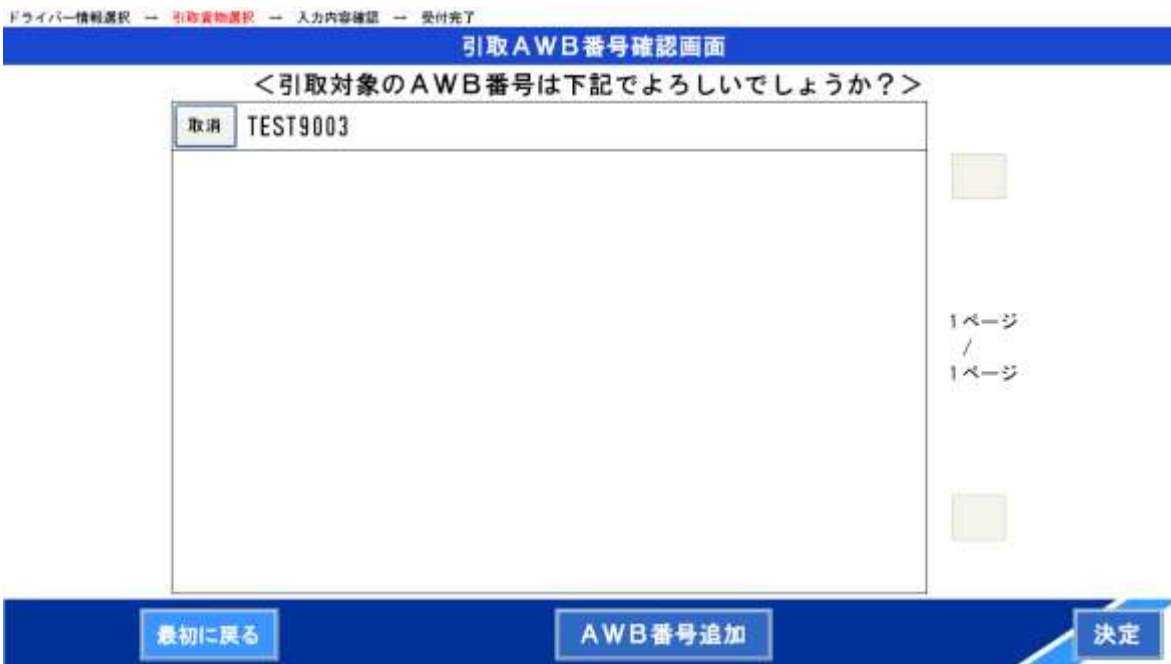 ドライバー情報選択 → 引取貨物選択 → 入力内容確認 → 受付完了
引取AWB番号確認画面
＜引取対象のAWB番号は下記でよろしいでしょうか？＞
取消 TEST9003
1ページ
/
1ページ
最初に戻る AWB番号追加 決定